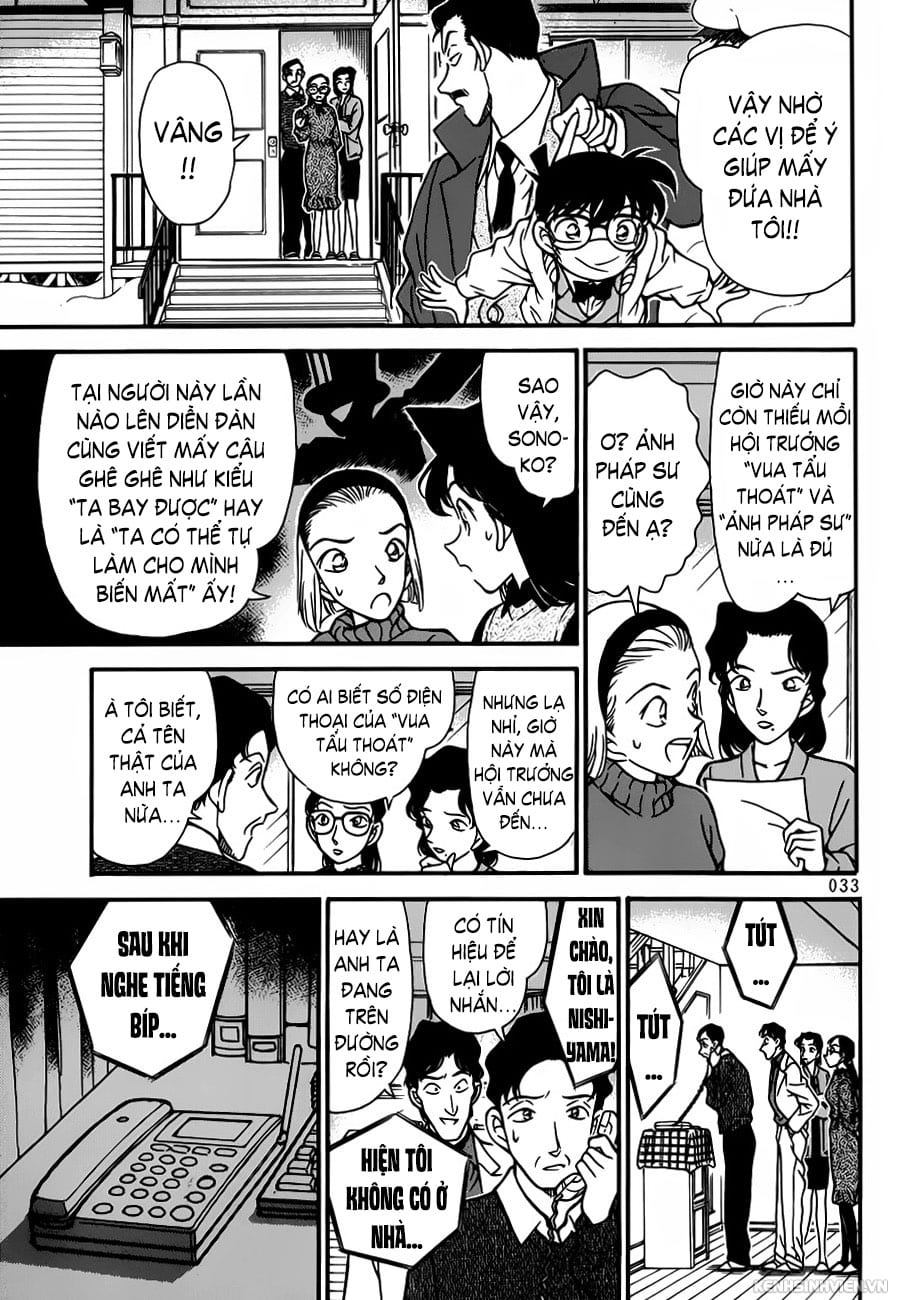 VẬY NHỜ
CÁC VỊ ĐỂ Ý
GIÚP MẤY
ĐỨA NHÀ
TÔI!!
VÂNG
!!
GIỜ NÀY CHỈ
CÒN THIẾU MỖI
HỘI TRƯỞNG
“VUA TẨU
THOÁT” VÀ
“ẢNH PHÁP SƯ”
NỮA LÀ ĐỦ
...
Ơ? ẢNH
PHÁP SƯ
CŨNG
ĐẾN Ạ?
SAO
VẬY,
SONO-
KO?
TẠI NGƯỜI NÀY LẦN
NÀO LÊN DIỄN ĐÀN
CŨNG VIẾT MẤY CÂU
GHÊ GHÊ NHƯ KIỂU
“TA BAY ĐƯỢC” HAY
LÀ “TA CÓ THỂ TỰ
LÀM CHO MÌNH
BIẾN MẤT” ẤY!
NHƯNG LẠ
NHỈ, GIỜ
NÀY MÀ
HỘI TRƯỞNG
VẪN CHƯA
ĐẾN...
CÓ AI BIẾT SỐ ĐIỆN
THOẠI CỦA “VUA
TẨU THOÁT”
KHÔNG?
À TÔI BIẾT,
CẢ TÊN
THẬT CỦA
ANH TA
NỮA...
033
TÚT
...
TÚT
...
XIN
CHÀO,
TÔI LÀ
NISHI-
YAMA!
CÓ TÍN
HIỆU ĐỂ
LẠI LỜI
NHẮN...
HAY LÀ
ANH TA
ĐANG
TRÊN
ĐƯỜNG
RỒI?
HIỆN TÔI
KHÔNG CÓ Ở
NHÀ...
SAU KHI
NGHE TIẾNG
BÍP...
KENHSINHVIEN.VN